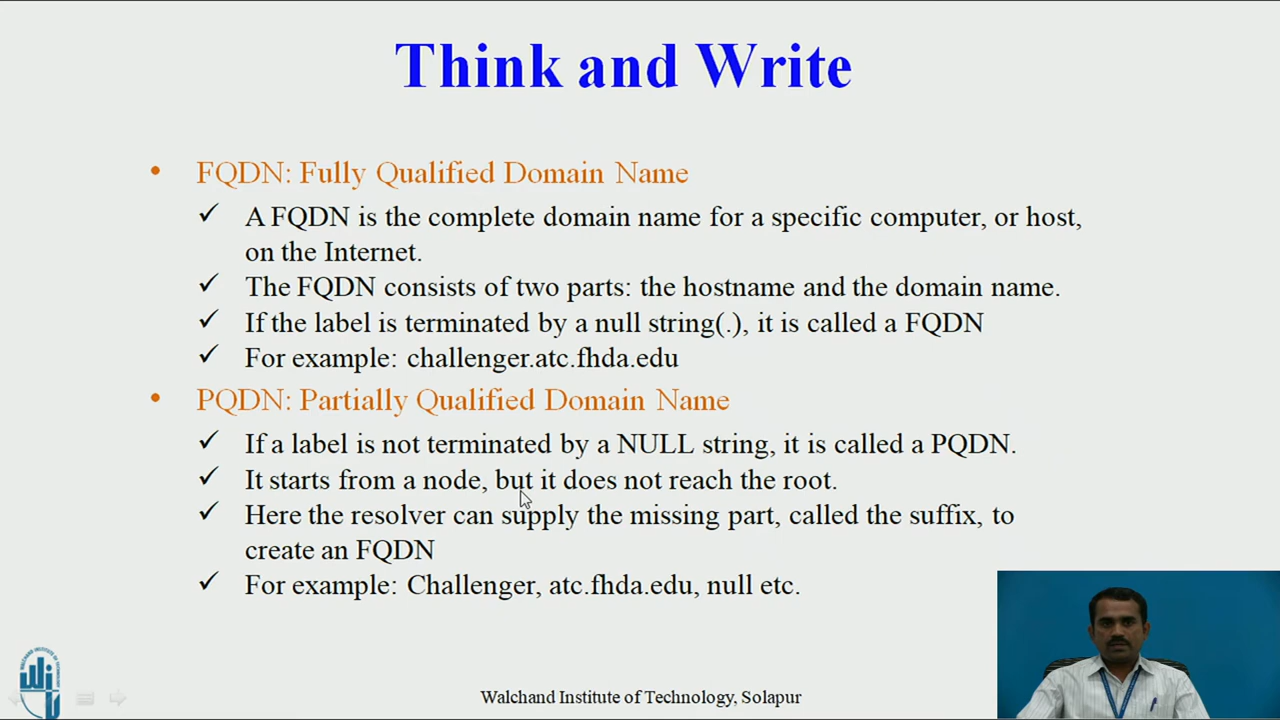 Think and Write
• FQDN: Fully Qualified Domain Name
✓ A FQDN is the complete domain name for a specific computer, or host,
on the Internet.
✓ The FQDN consists of two parts: the hostname and the domain name.
✓ If the label is terminated by a null string(.), it is called a FQDN
✓ For example: challenger.atc.fhda.edu
• PQDN: Partially Qualified Domain Name
✓ If a label is not terminated by a NULL string, it is called a PQDN.
✓ It starts from a node, but it does not reach the root.
✓ Here the resolver can supply the missing part, called the suffix, to
create an FQDN
✓ For example: Challenger, atc.fhda.edu, null etc.
Walchand Institute of Technology, Solapur